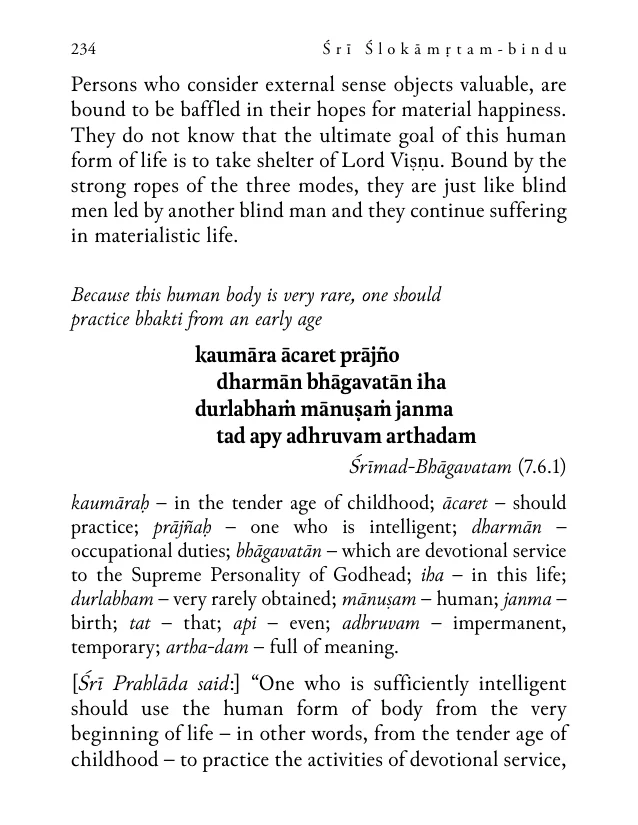 234 Śrī Ślokāmṛtam-bindu
Persons who consider external sense objects valuable, are
bound to be baffled in their hopes for material happiness.
They do not know that the ultimate goal of this human
form of life is to take shelter of Lord Viṣṇu. Bound by the
strong ropes of the three modes, they are just like blind
men led by another blind man and they continue suffering
in materialistic life.
Because this human body is very rare, one should
practice bhakti from an early age
kaumāra ācaret prājño
dharmān bhāgavatān iha
durlabhaṁ mānuṣaṁ janma
tad apy adhruvam arthadam
Śrīmad-Bhāgavatam (7.6.1)
kaumāraḥ – in the tender age of childhood; ācaret – should
practice; prājñaḥ – one who is intelligent; dharmān –
occupational duties; bhāgavatān – which are devotional service
to the Supreme Personality of Godhead; iha – in this life;
durlabham – very rarely obtained; mānuṣam – human; janma –
birth; tat – that; api – even; adhruvam – impermanent,
temporary; artha-dam – full of meaning.
[Śrī Prahlāda said:] “One who is sufficiently intelligent
should use the human form of body from the very
beginning of life – in other words, from the tender age of
childhood – to practice the activities of devotional service,